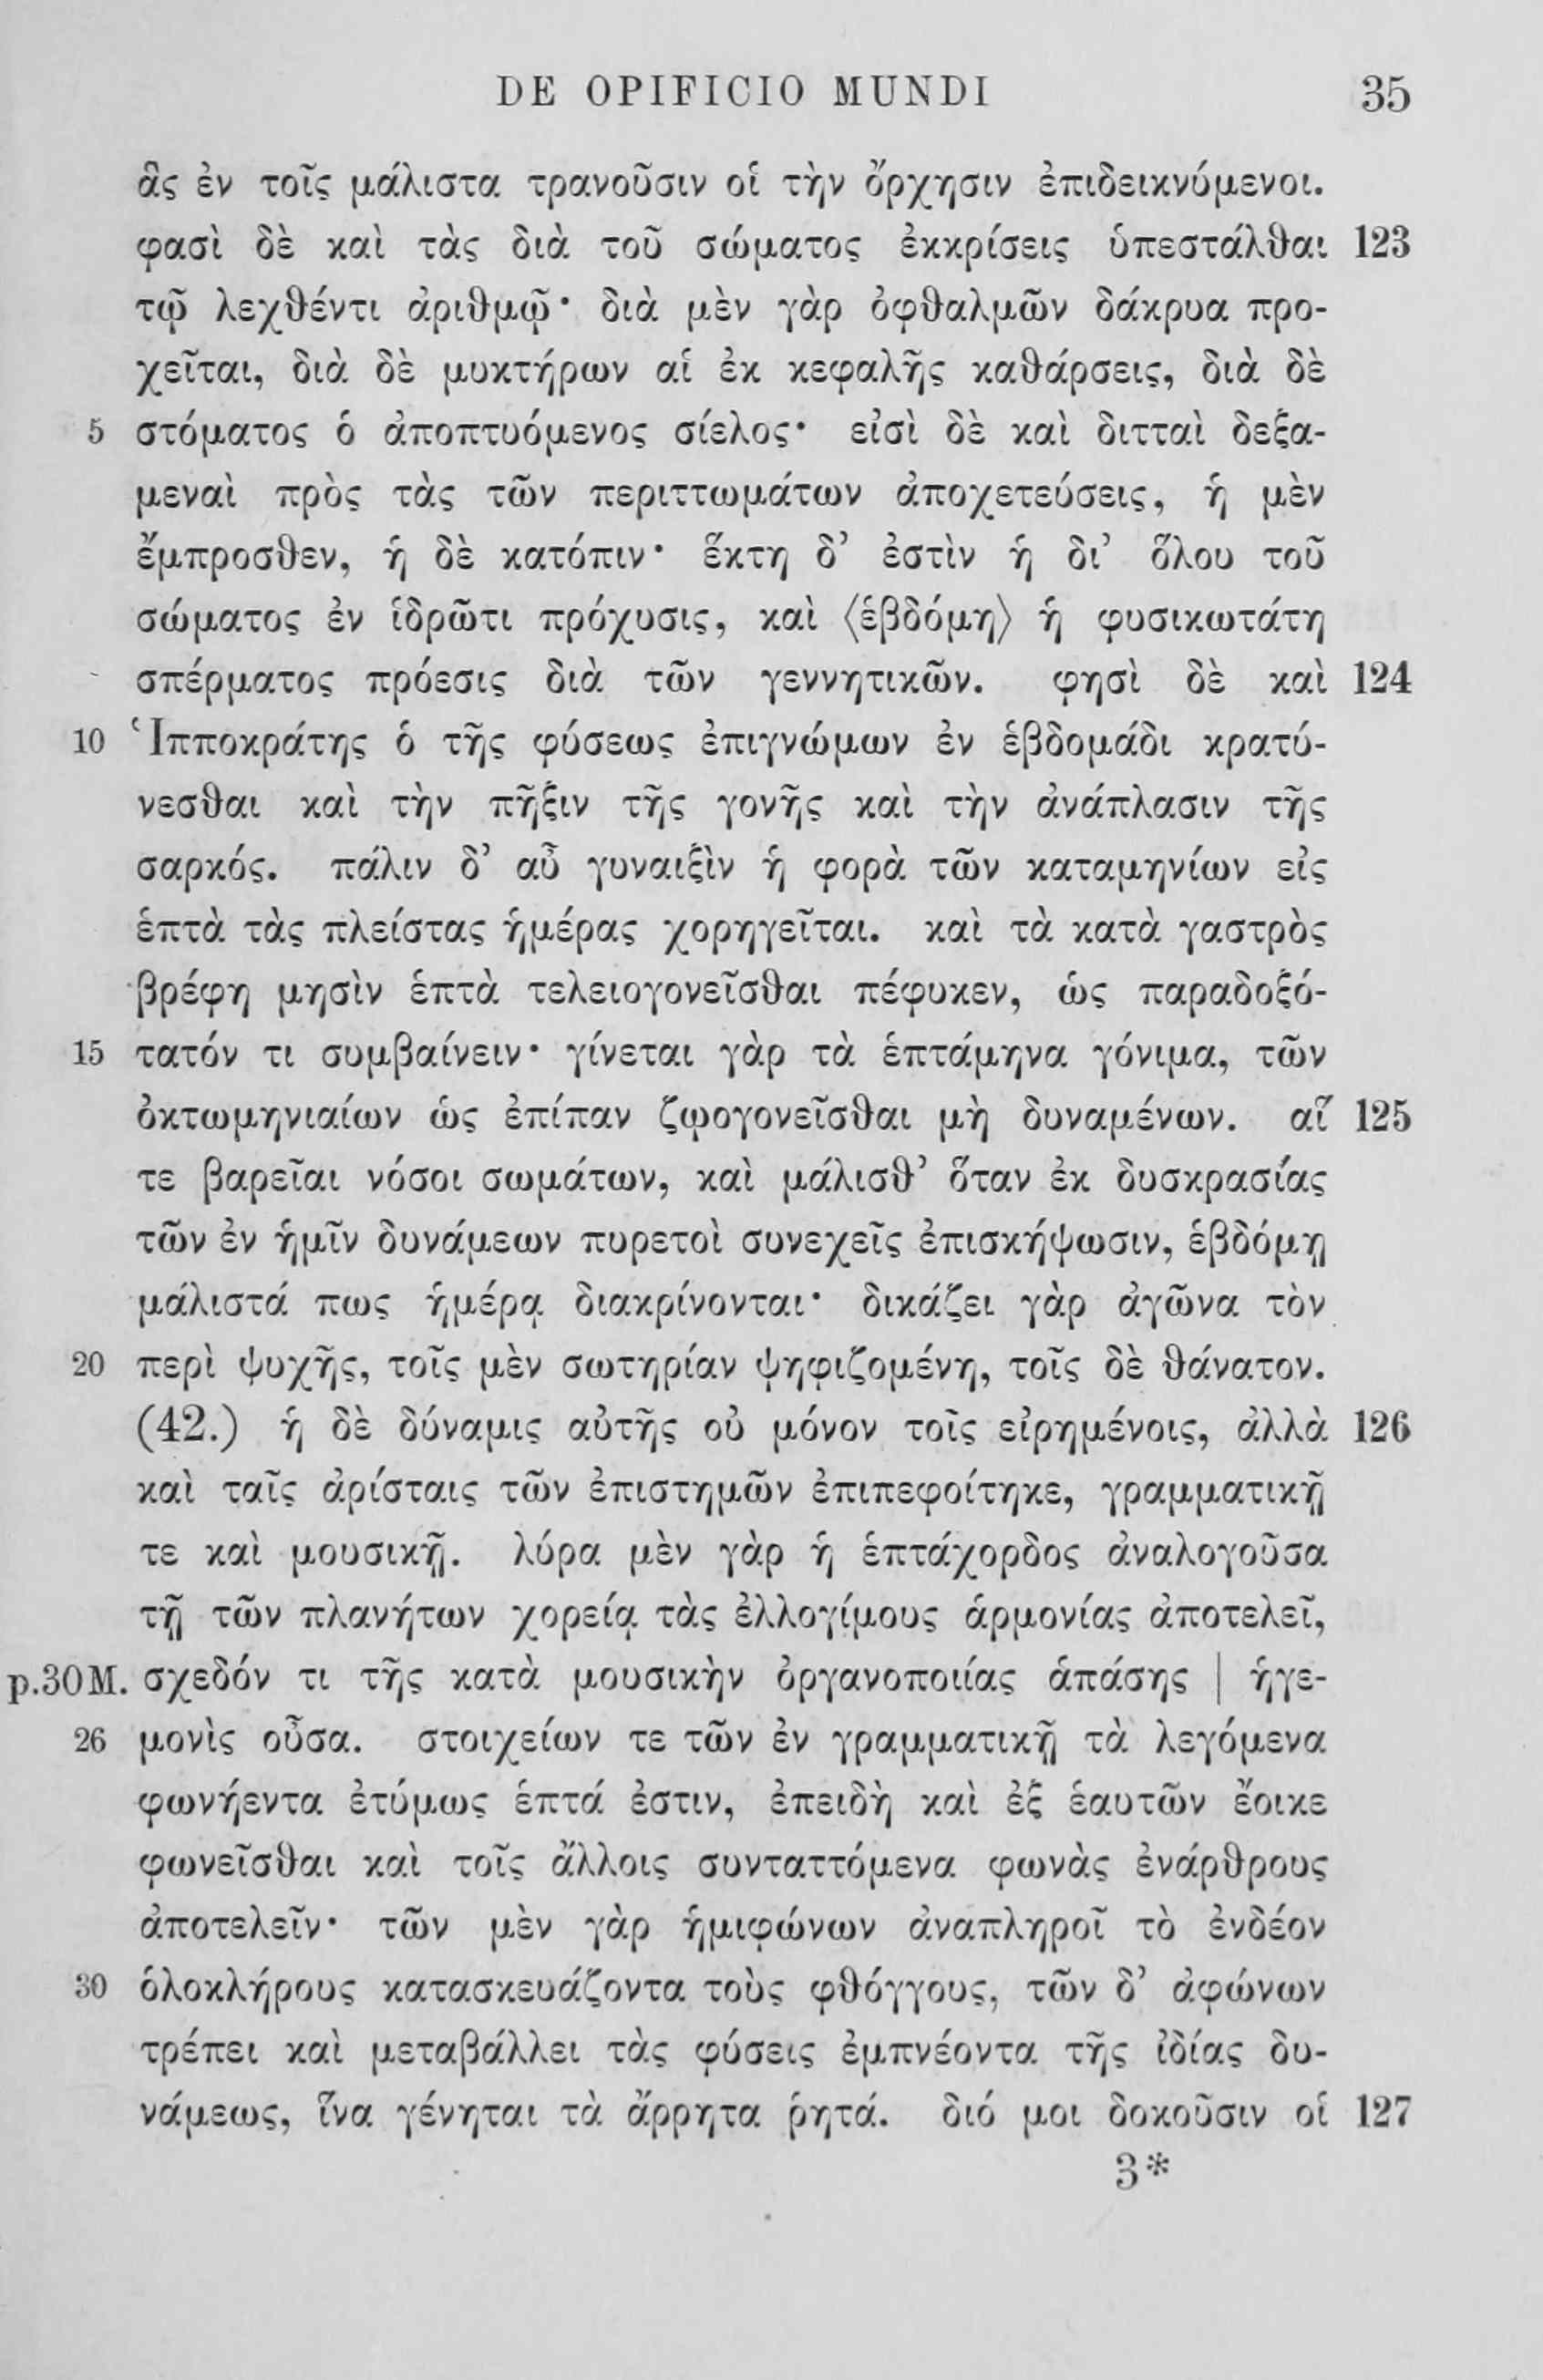 DE OPIFICIO MUNDI 35
ἃς ἐν τοῖς μάλιστα τρανοῦσιν οἱ τὴν ὄρχησιν ἐπιδεικνύμενοι.
φασὶ δὲ καὶ τὰς διὰ τοῦ σώματος ἐκκρίσεις ὑπεστάλθαι 123
τῷ λεχθέντι ἀριθμῷ· διὰ μὲν γὰρ ὀφθαλμῶν δάκρυα προ-
χεῖται, διὰ δὲ μυκτήρων αἱ ἐκ κεφαλῆς καθάρσεις, διὰ δὲ
5 στόματος ὁ ἀποπτυόμενος σίελος· εἰσὶ δὲ καὶ διτταὶ δεξα-
μεναὶ πρὸς τὰς τῶν περιττωμάτων ἀποχετεύσεις, ἡ μὲν
ἔμπροσθεν, ἡ δὲ κατόπιν· ἕκτη δ’ ἐστὶν ἡ δι’ ὅλου τοῦ
σώματος ἐν ἱδρῶτι πρόχυσις, καὶ ⟨ἑβδόμη⟩ ἡ φυσικωτάτη
σπέρματος πρόεσις διὰ τῶν γεννητικῶν. φησὶ δὲ καὶ 124
10 Ἱπποκράτης ὁ τῆς φύσεως ἐπιγνώμων ἐν ἑβδομάδι κρατύ-
νεσθαι καὶ τὴν πῆξιν τῆς γονῆς καὶ τὴν ἀνάπλασιν τῆς
σαρκός. πάλιν δ’ αὖ γυναιξὶν ἡ φορὰ τῶν καταμηνίων εἰς
ἑπτὰ τὰς πλείστας ἡμέρας χορηγεῖται. καὶ τὰ κατὰ γαστρὸς
βρέφη μησὶν ἑπτὰ τελειογονεῖσθαι πέφυκεν, ὡς παραδοξό-
15 τατόν τι συμβαίνειν· γίνεται γὰρ τὰ ἑπτάμηνα γόνιμα, τῶν
ὀκτωμηνιαίων ὡς ἐπίπαν ζῳογονεῖσθαι μὴ δυναμένων. αἵ 125
τε βαρεῖαι νόσοι σωμάτων, καὶ μάλισθ’ ὅταν ἐκ δυσκρασίας
τῶν ἐν ἡμῖν δυνάμεων πυρετοὶ συνεχεῖς ἐπισκήψωσιν, ἑβδόμῃ
μάλιστά πως ἡμέρᾳ διακρίνονται· δικάζει γὰρ ἀγῶνα τὸν
20 περὶ ψυχῆς, τοῖς μὲν σωτηρίαν ψηφιζομένη, τοῖς δὲ θάνατον.
(42.) ἡ δὲ δύναμις αὐτῆς οὐ μόνον τοῖς εἰρημένοις, ἀλλὰ 126
καὶ ταῖς ἀρίσταις τῶν ἐπιστημῶν ἐπιπεφοίτηκε, γραμματικῇ
τε καὶ μουσικῇ. λύρα μὲν γὰρ ἡ ἑπτάχορδος ἀναλογοῦσα
τῇ τῶν πλανήτων χορείᾳ τὰς ἐλλογίμους ἁρμονίας ἀποτελεῖ,
p.30M. σχεδόν τι τῆς κατὰ μουσικὴν ὀργανοποιίας ἁπάσης | ἡγε-
26 μονὶς οὖσα. στοιχείων τε τῶν ἐν γραμματικῇ τὰ λεγόμενα
φωνήεντα ἐτύμως ἑπτά ἐστιν, ἐπειδὴ καὶ ἐξ ἑαυτῶν ἔοικε
φωνεῖσθαι καὶ τοῖς ἄλλοις συνταττόμενα φωνὰς ἐνάρθρους
ἀποτελεῖν· τῶν μὲν γὰρ ἡμιφώνων ἀναπληροῖ τὸ ἐνδέον
30 ὁλοκλήρους κατασκευάζοντα τοὺς φθόγγους, τῶν δ’ ἀφώνων
τρέπει καὶ μεταβάλλει τὰς φύσεις ἐμπνέοντα τῆς ἰδίας δυ-
νάμεως, ἵνα γένηται τὰ ἄρρητα ῥητά. διό μοι δοκοῦσιν οἱ 127
3*